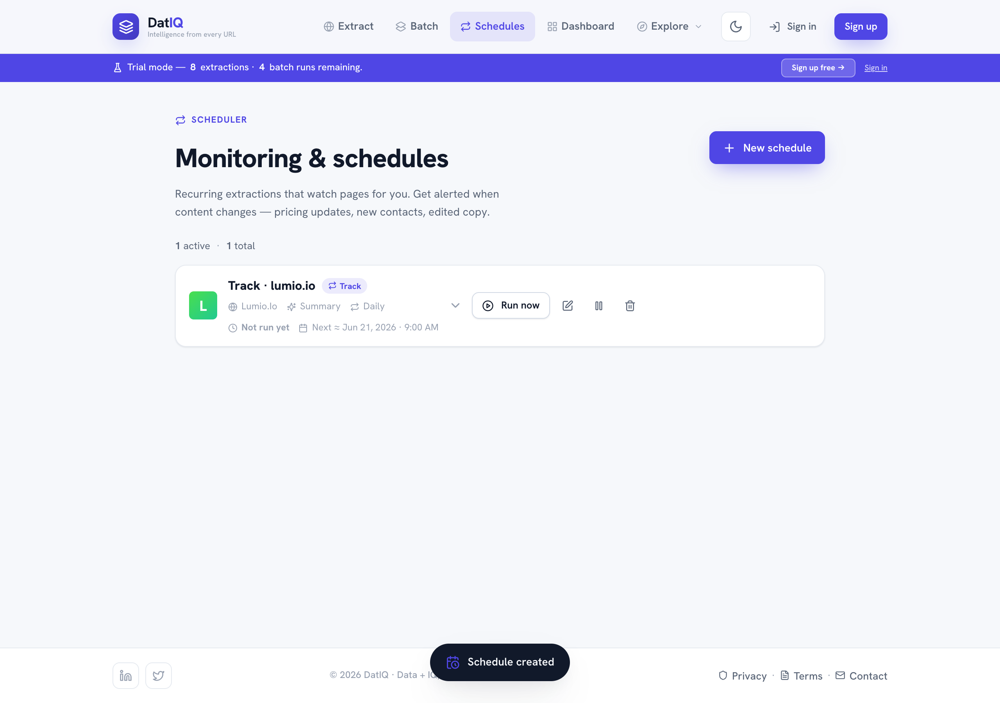 DatIQ
Intelligence from every URL
Extract
Batch
Schedules
Dashboard
Explore
Sign in
Sign up
Trial mode — 8 extractions · 4 batch runs remaining.
Sign up free →
Sign in
SCHEDULER
Monitoring & schedules
New schedule
Recurring extractions that watch pages for you. Get alerted when
content changes — pricing updates, new contacts, edited copy.
1 active · 1 total
L
Track · lumio.io
Track
Lumio.Io
Summary
Daily
Not run yet
Next ≈ Jun 21, 2026 · 9:00 AM
Run now
Schedule created
© 2026 DatIQ · Data + IQ,
Privacy · Terms · Contact